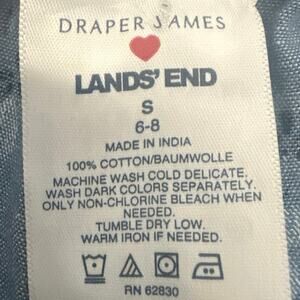 DRAPER JAMES
LANDS' END
S
6-8
MADE IN INDIA
100% COTTON/BAUMWOLLE
MACHINE WASH COLD DELICATE.
WASH DARK COLORS SEPARATELY.
ONLY NON-CHLORINE BLEACH WHEN
NEEDED.
TUMBLE DRY LOW.
WARM IRON IF NEEDED.
RN 62830